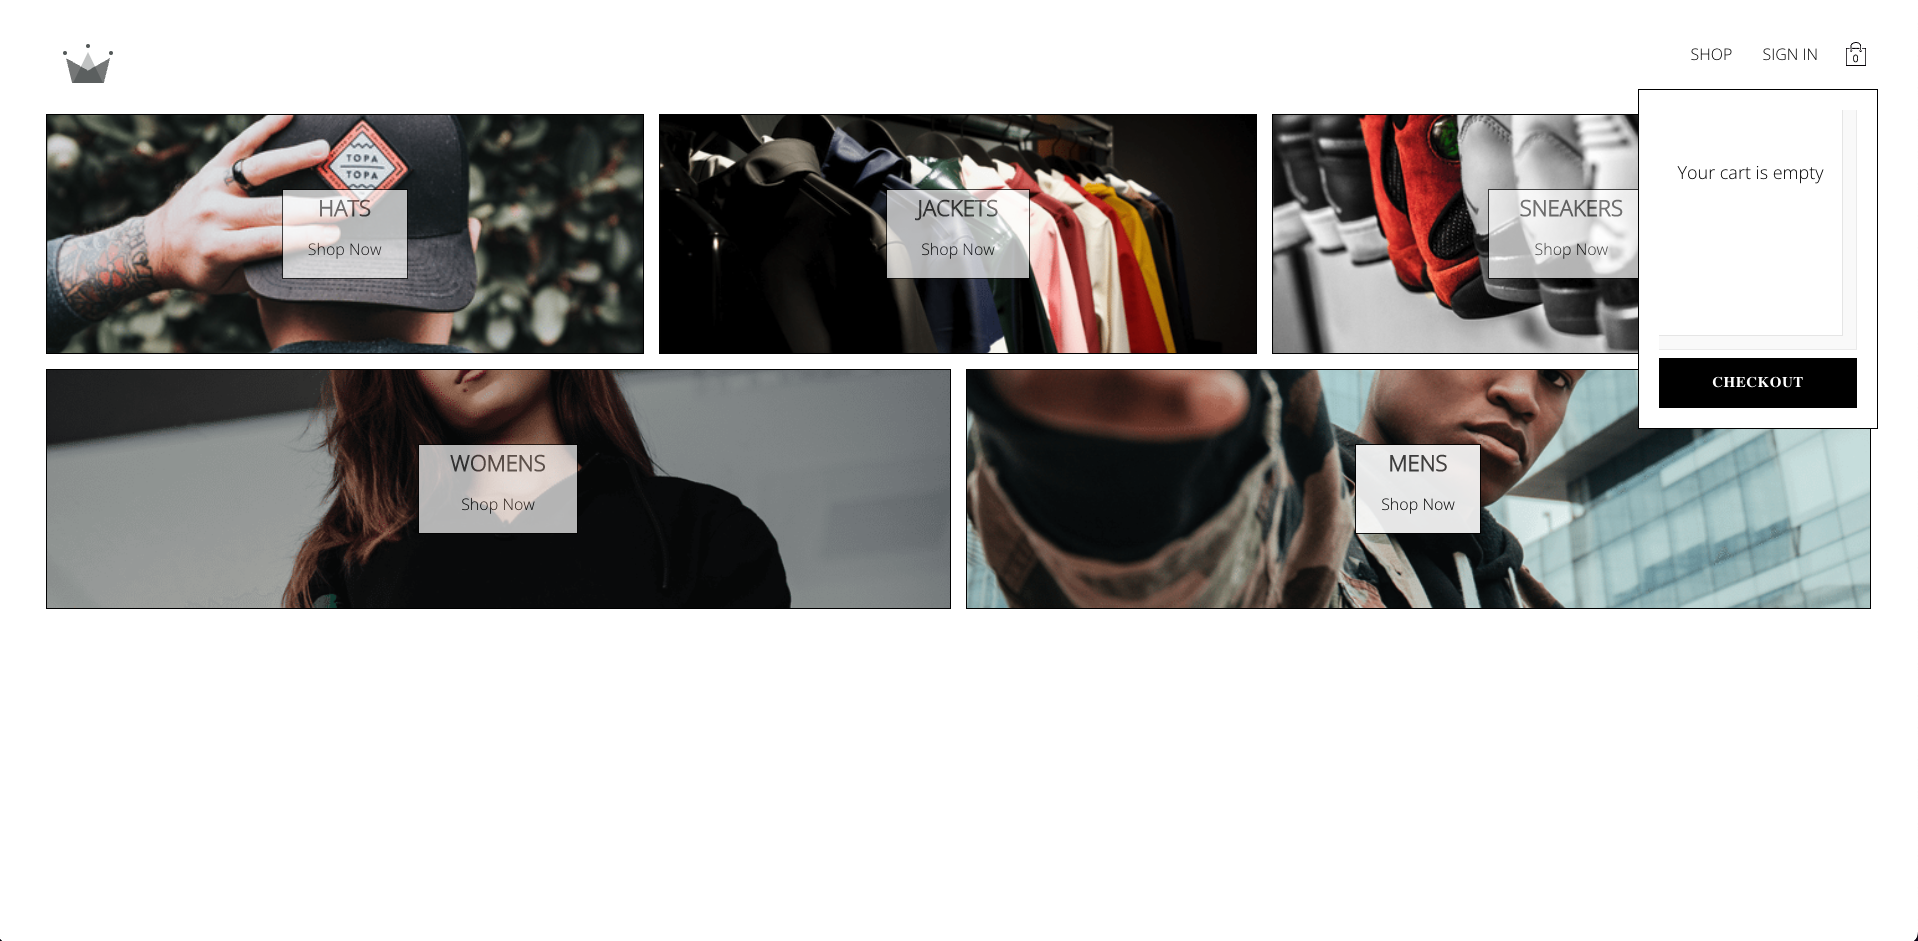 SHOP
SIGN IN
0
TOPA
TOPA
HATS
Shop Now
JACKETS
Shop Now
SNEAKERS
Shop Now
Your cart is empty
CHECKOUT
WOMENS
Shop Now
MENS
Shop Now